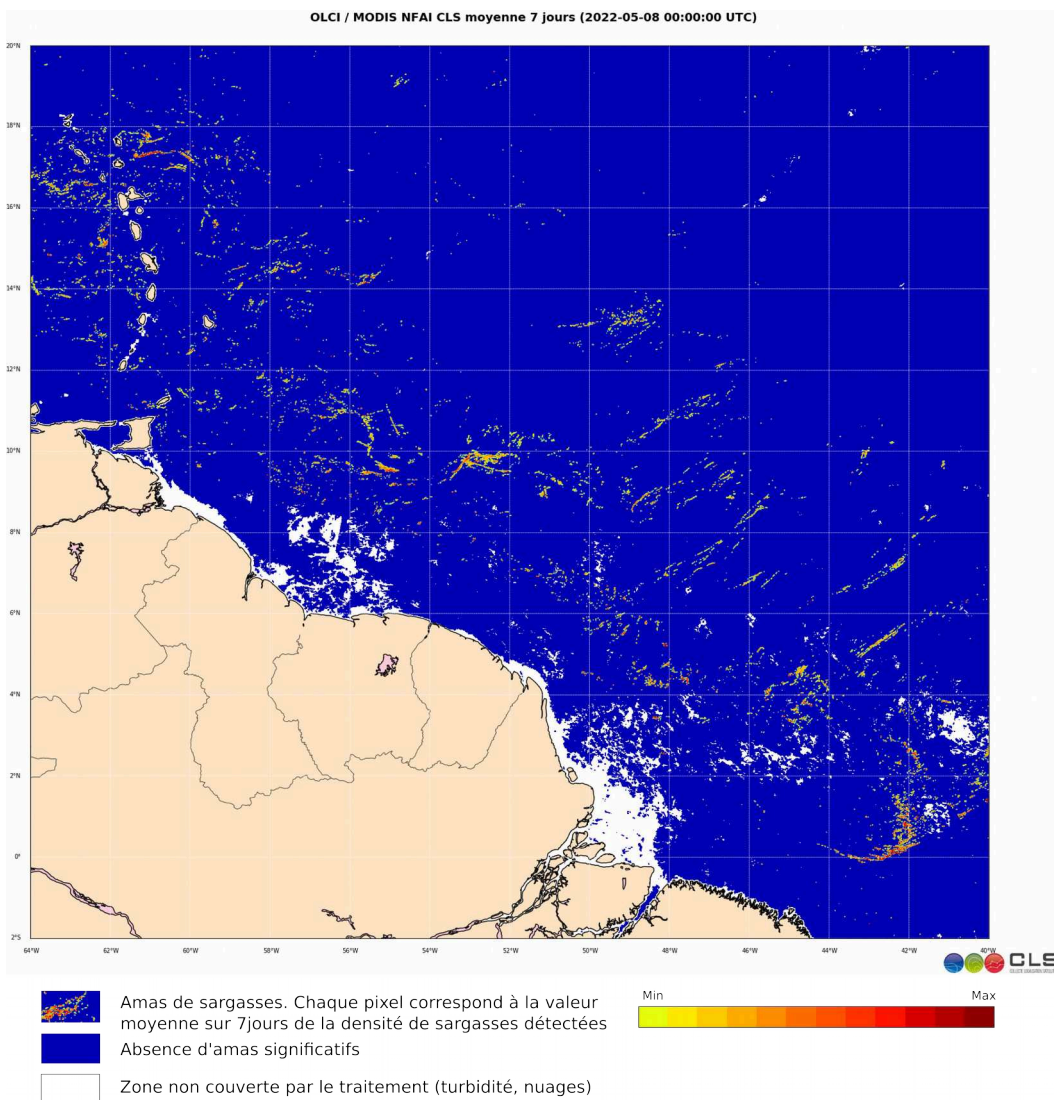 OLCI / MODIS NFAI CLS moyenne 7 jours (2022-05-08 00:00:00 UTC)
20°N
18°N
16°N
14°N
12°N
10°N
8°N
6°N
4°N
2°N
0°
2°S
64°W 62°W 60°W 58°W 56°W 54°W 52°W 50°W 48°W 46°W 44°W 42°W 40°W
CLS
Amas de sargasses. Chaque pixel correspond à la valeur
moyenne sur 7jours de la densité de sargasses détectées
Min Max
Absence d'amas significatifs
Zone non couverte par le traitement (turbidité, nuages)